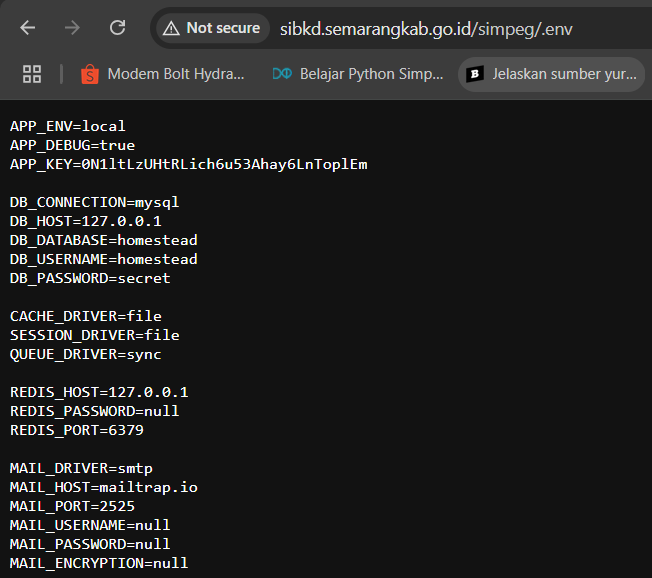 Not secure sibkd.semarangkab.go.id/simpeg/.env
Modem Bolt Hydra... Belajar Python Simp... Jelaskan sumber yur...
APP_ENV=local
APP_DEBUG=true
APP_KEY=0N1ltLzUHtRLich6u53Ahay6LnToplEm
DB_CONNECTION=mysql
DB_HOST=127.0.0.1
DB_DATABASE=homestead
DB_USERNAME=homestead
DB_PASSWORD=secret
CACHE_DRIVER=file
SESSION_DRIVER=file
QUEUE_DRIVER=sync
REDIS_HOST=127.0.0.1
REDIS_PASSWORD=null
REDIS_PORT=6379
MAIL_DRIVER=smtp
MAIL_HOST=mailtrap.io
MAIL_PORT=2525
MAIL_USERNAME=null
MAIL_PASSWORD=null
MAIL_ENCRYPTION=null